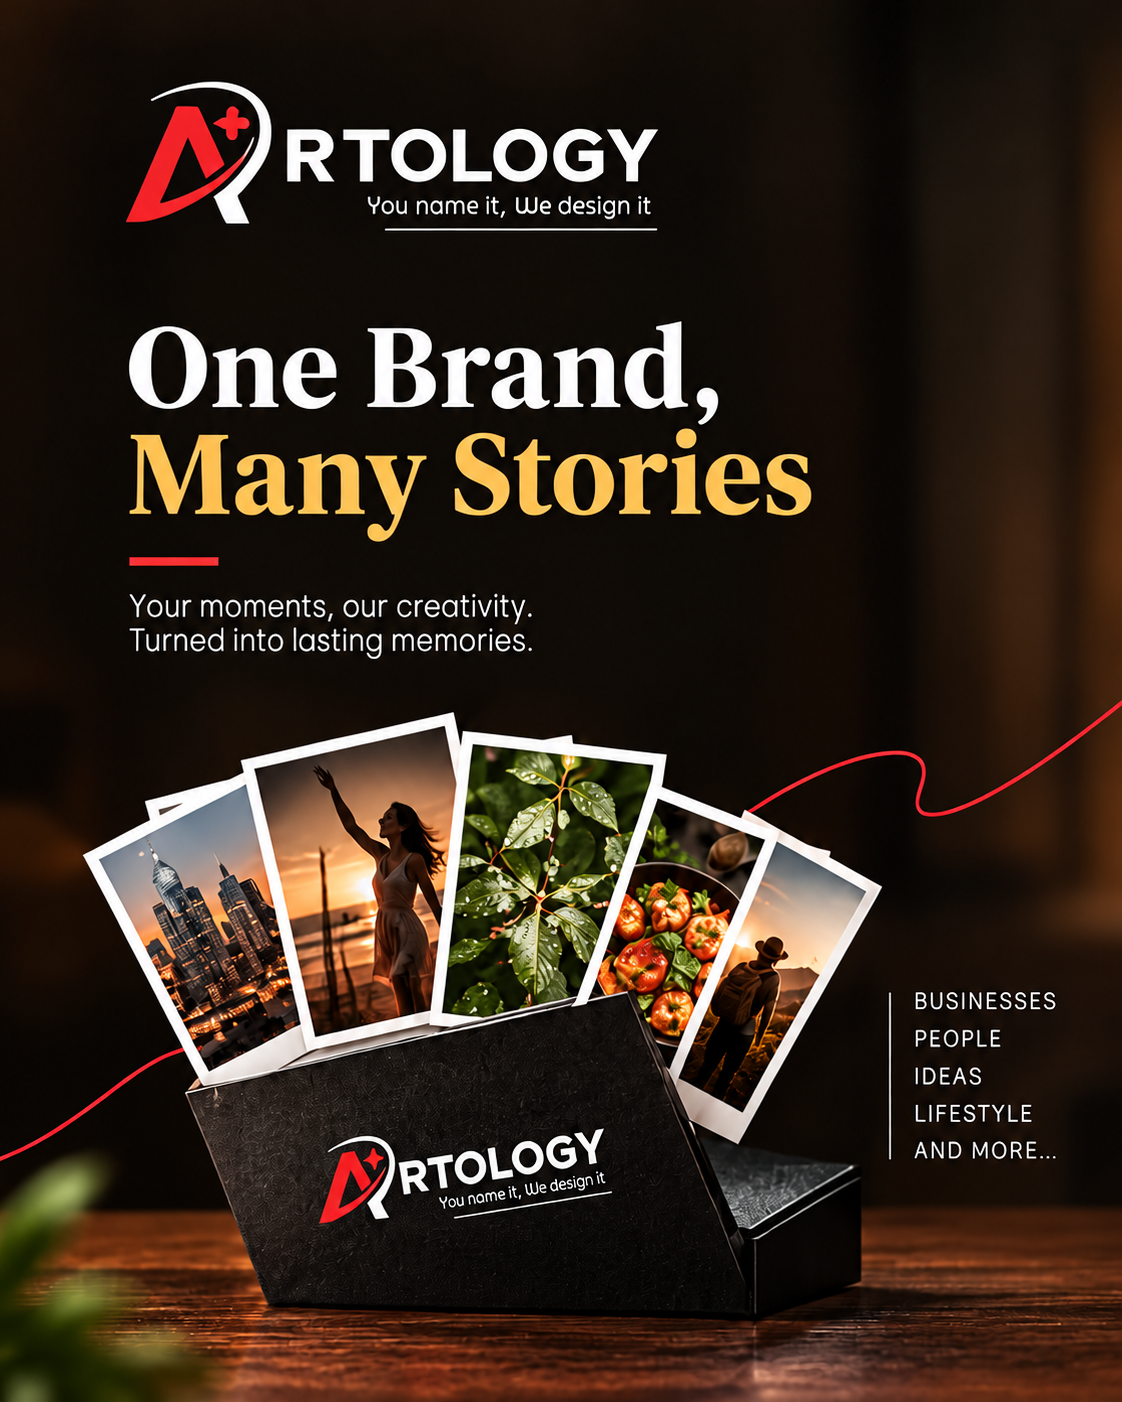 ARTOLOGY
You name it, We design it
One Brand,
Many Stories
Your moments, our creativity.
Turned into lasting memories.
BUSINESSES
PEOPLE
IDEAS
LIFESTYLE
AND MORE...
ARTOLOGY
You name it, We design it